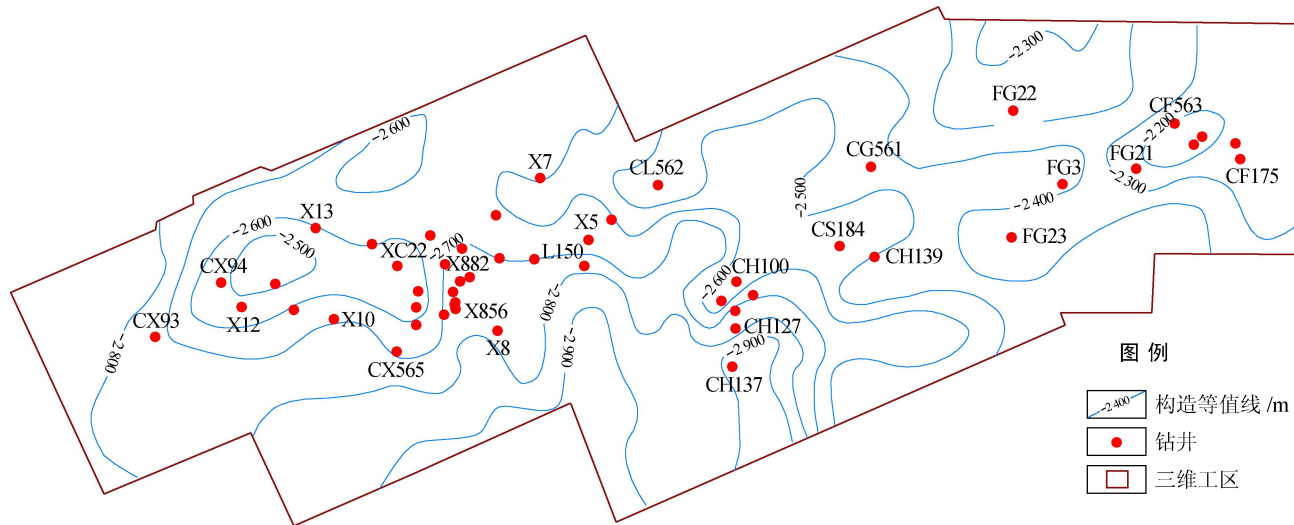 -2 300
FG22
CF563
-2 200
-2 600
X7
CL562
CG561
FG21
-2 300
FG3
CF175
-2 500
-2 400
-2 600
X13
X5
-2 500
XC22
-2 700
L150
CS184
FG23
CX94
X882
CH139
CH100
-2 600
X12
X10
X856
-2 800
CH127
CX93
-2 800
X8
-2 900
-2 900
CX565
CH137
图 例
-2 400 构造等值线 /m
钻井
三维工区